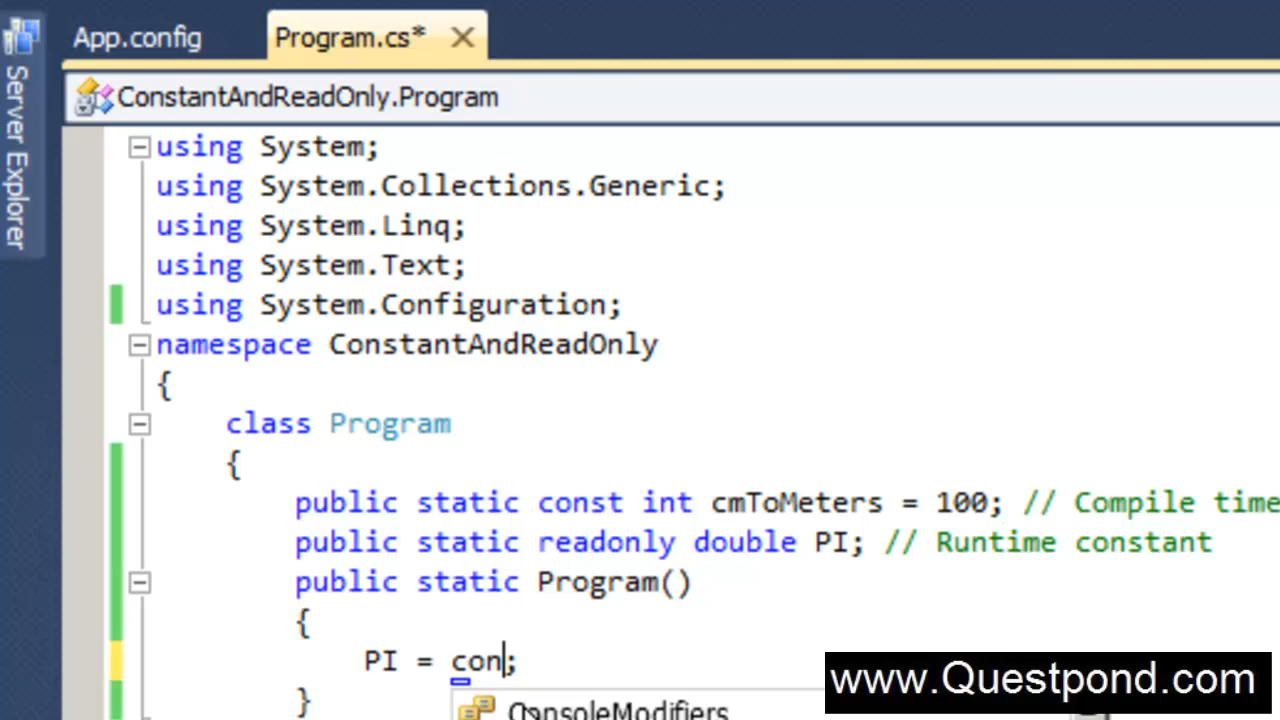 App.config
Program.cs*
Server Explorer
ConstantAndReadOnly.Program
using System;
using System.Collections.Generic;
using System.Linq;
using System.Text;
using System.Configuration;
namespace ConstantAndReadOnly
{
class Program
{
public static const int cmToMeters = 100; // Compile time
public static readonly double PI; // Runtime constant
public static Program()
{
PI = con;
}
ConsoleModifiers
www.Questpond.com